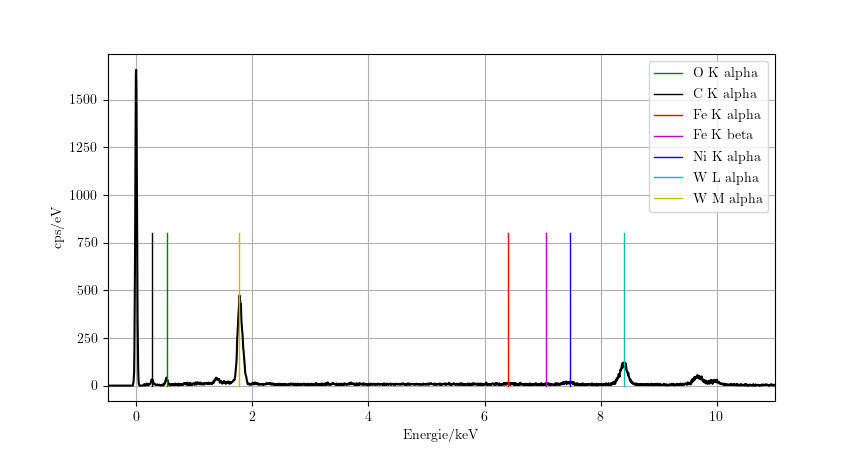 1500
1250
1000
750
500
250
0
cps/eV
0 2 4 6 8 10
Energie/keV
O K alpha
C K alpha
Fe K alpha
Fe K beta
Ni K alpha
W L alpha
W M alpha